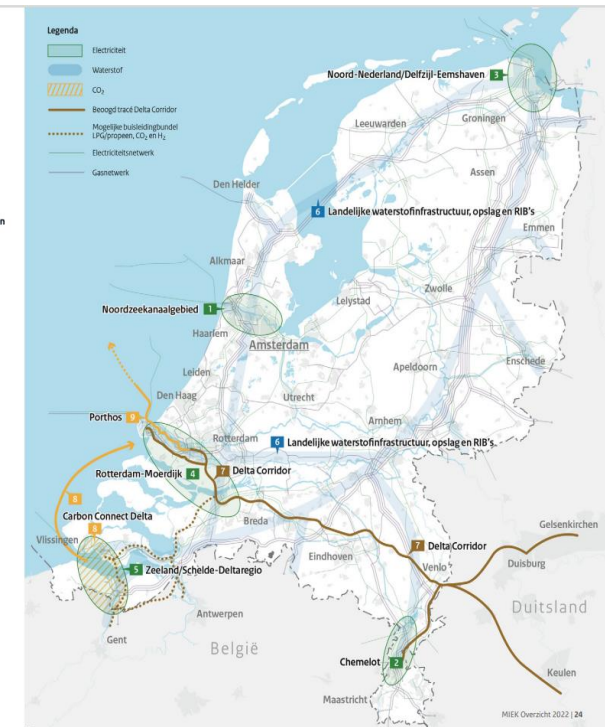 Legenda
Electriciteit
Waterstof
CO₂
Beoogd tracé Delta Corridor
Mogelijke buisleidingbundel
LPG/propeen, CO₂ en H₂
Electriciteitsnetwerk
Gasnetwerk
n
Noord-Nederland/Delfzijl-Eemshaven 3
Leeuwarden
Groningen
Assen
Den Helder
6 Landelijke waterstofinfrastructuur, opslag en RIB's
Emmen
Alkmaar
Zwolle
Noordzeekanaalgebied 1
Lelystad
Haarlem
Amsterdam
Enschede
Leiden
Apeldoorn
Den Haag
Utrecht
Porthos 9
Arnhem
Rotterdam
6 Landelijke waterstofinfrastructuur, opslag en RIB's
Rotterdam-Moerdijk 4
7 Delta Corridor
8
Carbon Connect Delta
8
Breda
Gelsenkirchen
Vlissingen
7 Delta Corridor
Eindhoven
Duisburg
5 Zeeland/Schelde-Deltaregio
Venlo
Antwerpen
Duitsland
Gent
België
Chemelot 2
Keulen
Maastricht
MIEK Overzicht 2022 | 24